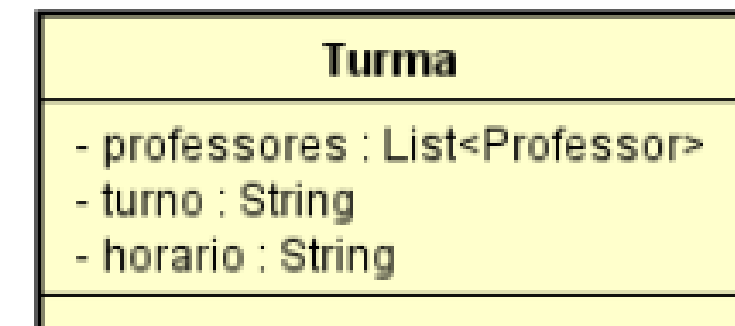 Turma
- professores : List<Professor>
- turno : String
- horario : String